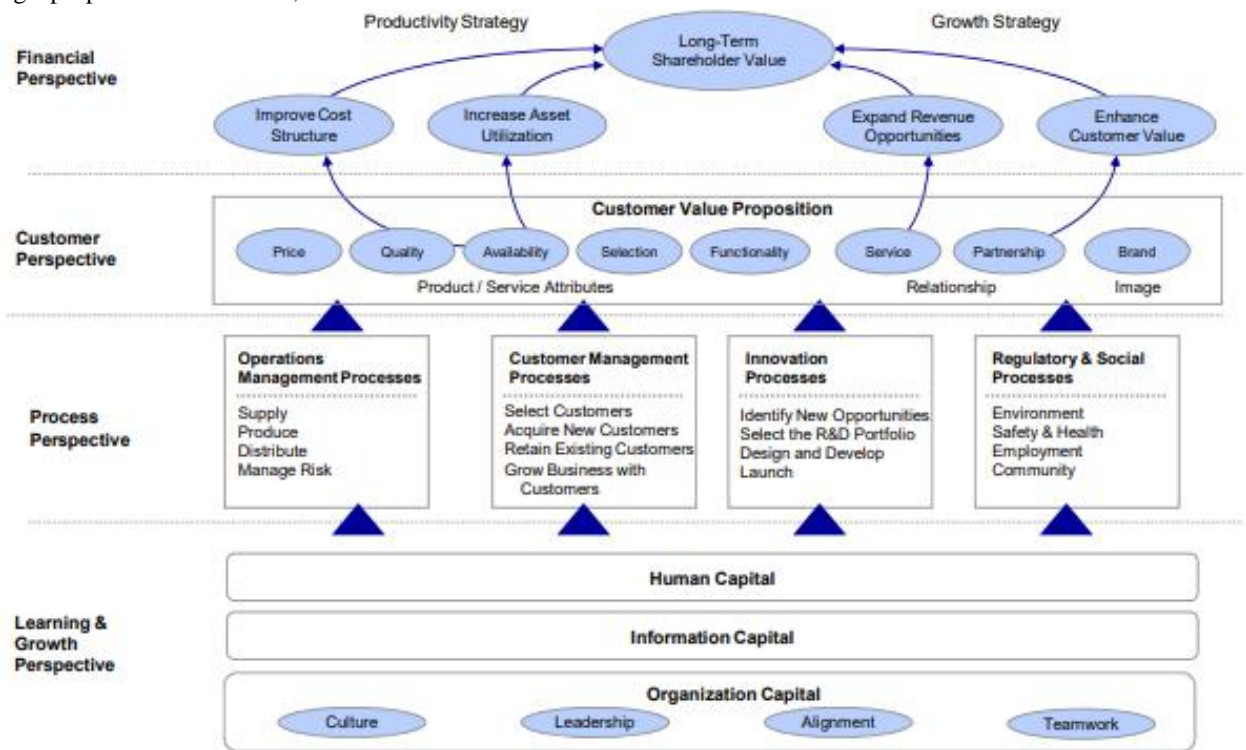 Productivity Strategy
Growth Strategy
Financial
Perspective
Long-Term
Shareholder Value
Improve Cost
Structure
Increase Asset
Utilization
Expand Revenue
Opportunities
Enhance
Customer Value
Customer
Perspective
Customer Value Proposition
Price
Quality
Availability
Selection
Functionality
Service
Partnership
Brand
Product / Service Attributes
Relationship
Image
Process
Perspective
Operations
Management Processes
Supply
Produce
Distribute
Manage Risk
Customer Management
Processes
Select Customers
Acquire New Customers
Retain Existing Customers
Grow Business with
Customers
Innovation
Processes
Identify New Opportunities
Select the R&D Portfolio
Design and Develop
Launch
Regulatory & Social
Processes
Environment
Safety & Health
Employment
Community
Learning &
Growth
Perspective
Human Capital
Information Capital
Organization Capital
Culture
Leadership
Alignment
Teamwork